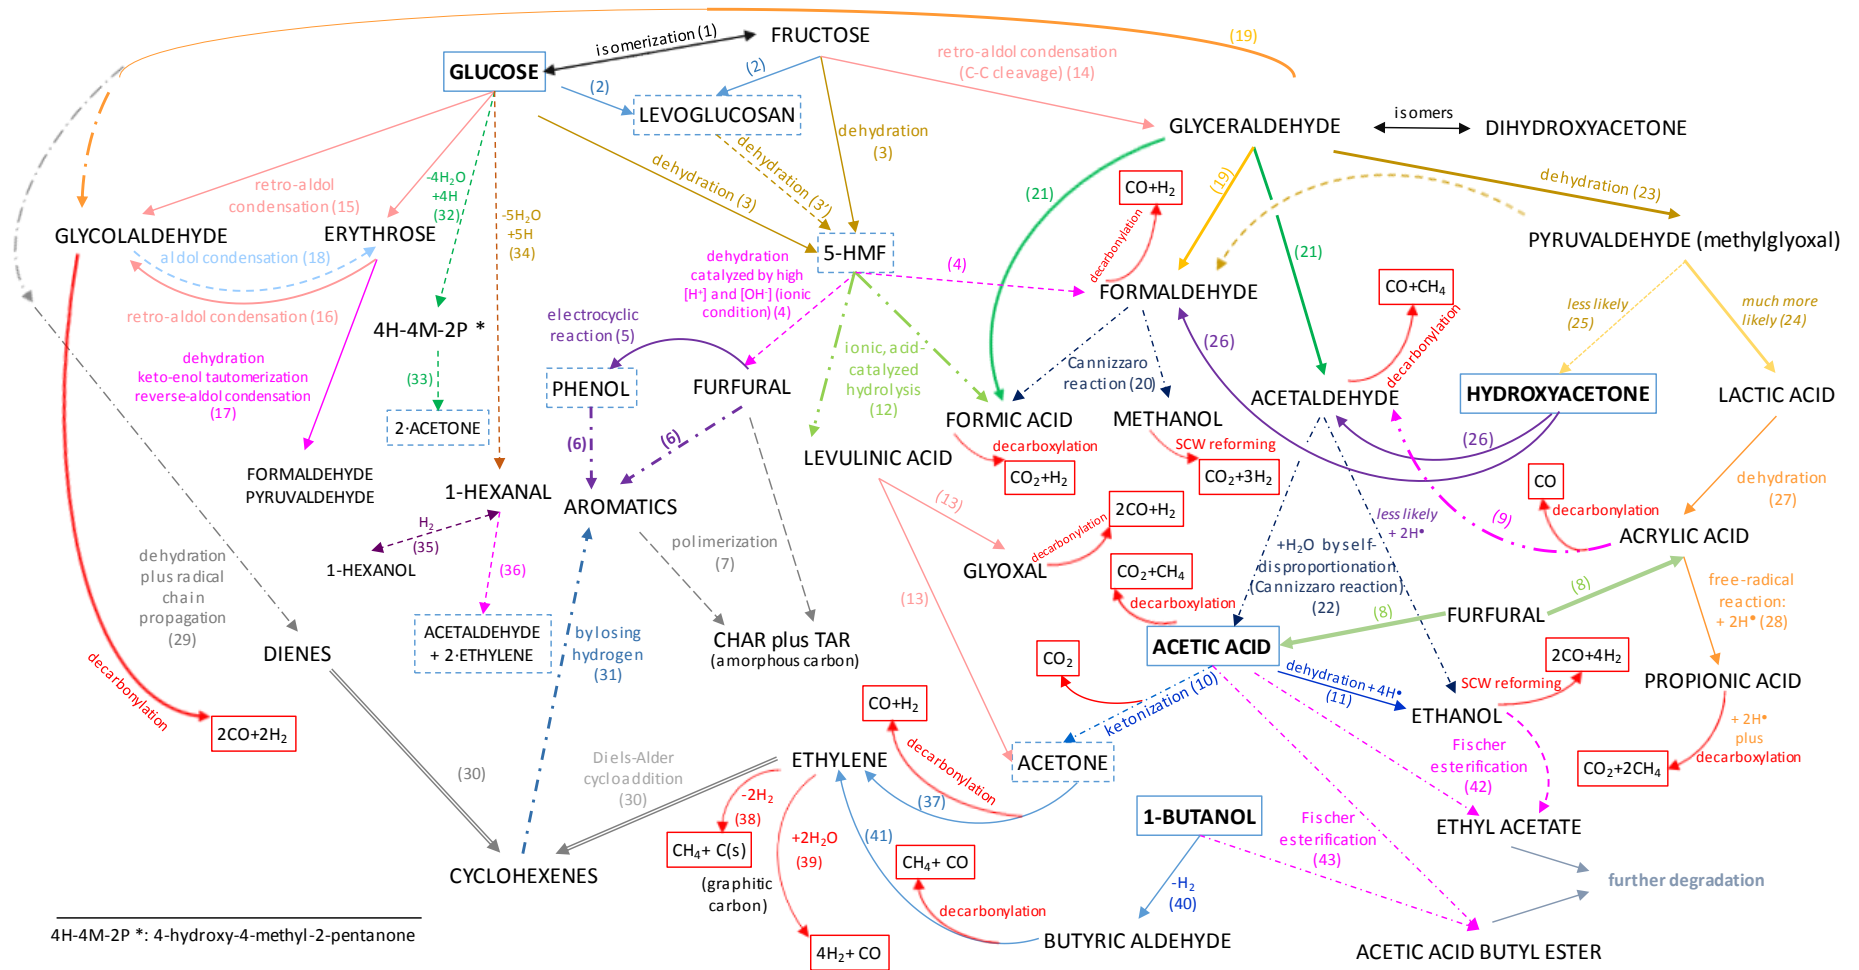 FRUCTOSE
isomerization (1)
(19)
retro-aldol condensation
(C-C cleavage) (14)
GLUCOSE
(2)
(2)
LEVOGLUCOSAN
GLYCERALDEHYDE
isomers
DIHYDROXYACETONE
dehydration
(3)
dehydration (3')
dehydration (3)
retro-aldol
condensation (15)
-4H₂O
+4H
(32)
-5H₂O
+5H
(34)
(21)
CO+H₂
decarbonylation
(19)
dehydration (23)
GLYCOLALDEHYDE
ERYTHROSE
aldol condensation (18)
5-HMF
PYRUVALDEHYDE (methylglyoxal)
(21)
dehydration
catalyzed by high
[H⁺] and [OH⁻] (ionic
condition) (4)
(4)
FORMALDEHYDE
CO+CH₄
decarbonylation
less likely
(25)
much more
likely (24)
retro-aldol condensation (16)
4H-4M-2P *
electrocyclic
reaction (5)
ionic, acid-
catalyzed
hydrolysis
(12)
Cannizzaro
reaction (20)
(26)
dehydration
keto-enol tautomerization
reverse-aldol condensation
(17)
(33)
PHENOL
FURFURAL
2·ACETONE
FORMIC ACID
METHANOL
ACETALDEHYDE
HYDROXYACETONE
LACTIC ACID
(6)
(6)
decarboxylation
CO₂+H₂
SCW reforming
CO₂+3H₂
(26)
LEVULINIC ACID
FORMALDEHYDE
PYRUVALDEHYDE
1-HEXANAL
AROMATICS
(13)
CO
decarbonylation
dehydration
(27)
H₂
(35)
1-HEXANOL
(36)
polimerization
(7)
2CO+H₂
decarbonylation
GLYOXAL
less likely
+ 2H•
(9)
ACRYLIC ACID
dehydration
plus radical
chain
propagation
(29)
+H₂O by self-
disproportionation
(Cannizzaro reaction)
(22)
CO₂+CH₄
decarboxylation
(13)
(8)
FURFURAL
(8)
free-radical
reaction:
+ 2H• (28)
ACETALDEHYDE
+ 2·ETHYLENE
by losing
hydrogen
(31)
CHAR plus TAR
(amorphous carbon)
DIENES
ACETIC ACID
CO₂
dehydration+4H•
(11)
2CO+4H₂
SCW reforming
PROPIONIC ACID
decarbonylation
2CO+2H₂
CO+H₂
decarbonylation
ketonization (10)
ETHANOL
+ 2H•
plus
decarboxylation
CO₂+2CH₄
(30)
Diels-Alder
cycloaddition
(30)
ETHYLENE
ACETONE
Fischer
esterification
(42)
-2H₂
(38)
CH₄+ C(s)
(graphitic
carbon)
+2H₂O
(39)
(37)
(41)
1-BUTANOL
Fischer
esterification
(43)
ETHYL ACETATE
CH₄+ CO
decarbonylation
-H₂
(40)
CYCLOHEXENES
further degradation
4H-4M-2P *: 4-hydroxy-4-methyl-2-pentanone
4H₂+ CO
BUTYRIC ALDEHYDE
ACETIC ACID BUTYL ESTER